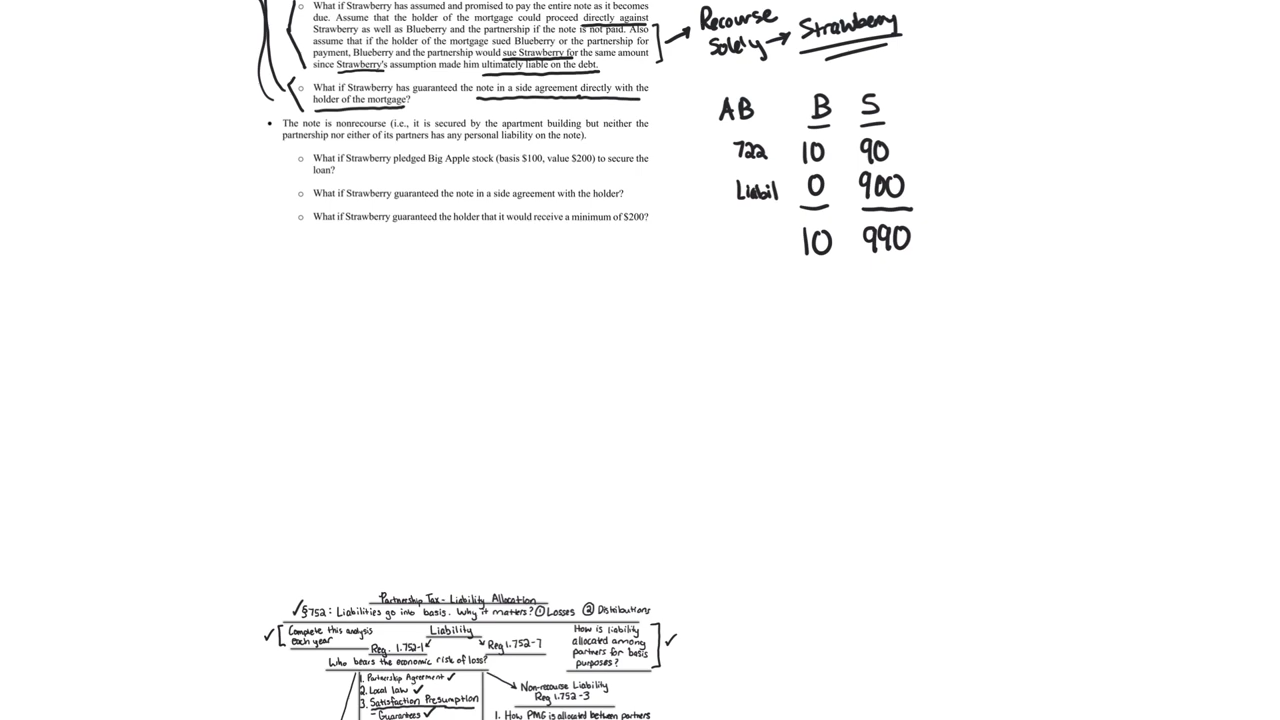 ○ What if Strawberry has assumed and promised to pay the entire note as it becomes
due. Assume that the holder of the mortgage could proceed directly against
Strawberry as well as Blueberry and the partnership if the note is not paid. Also
assume that if the holder of the mortgage sued Blueberry or the partnership for
payment, Blueberry and the partnership would sue Strawberry for the same amount
since Strawberry's assumption made him ultimately liable on the debt.
○ What if Strawberry has guaranteed the note in a side agreement directly with the
holder of the mortgage?
• The note is nonrecourse (i.e., it is secured by the apartment building but neither the
partnership nor either of its partners has any personal liability on the note).
○ What if Strawberry pledged Big Apple stock (basis $100, value $200) to secure the
loan?
○ What if Strawberry guaranteed the note in a side agreement with the holder?
○ What if Strawberry guaranteed the holder that it would receive a minimum of $200?
Recourse
Solely → Strawberry
AB B S
722 10 90
Liabil 0 900
10 990
Partnership Tax - Liability Allocation
✓ §752: Liabilities go into basis. Why it matters? ① Losses ② Distributions
✓ Complete this analysis
each year
Liability
Reg. 1.752-1
Reg 1.752-7
Who bears the economic risk of loss?
How is liability
allocated among
partners for basis
purposes?
✓
1. Partnership Agreement ✓
2. Local law ✓
3. Satisfaction Presumption
- Guarantees ✓
Non-recourse Liability
Reg 1.752-3
1. How PMG is allocated between partners